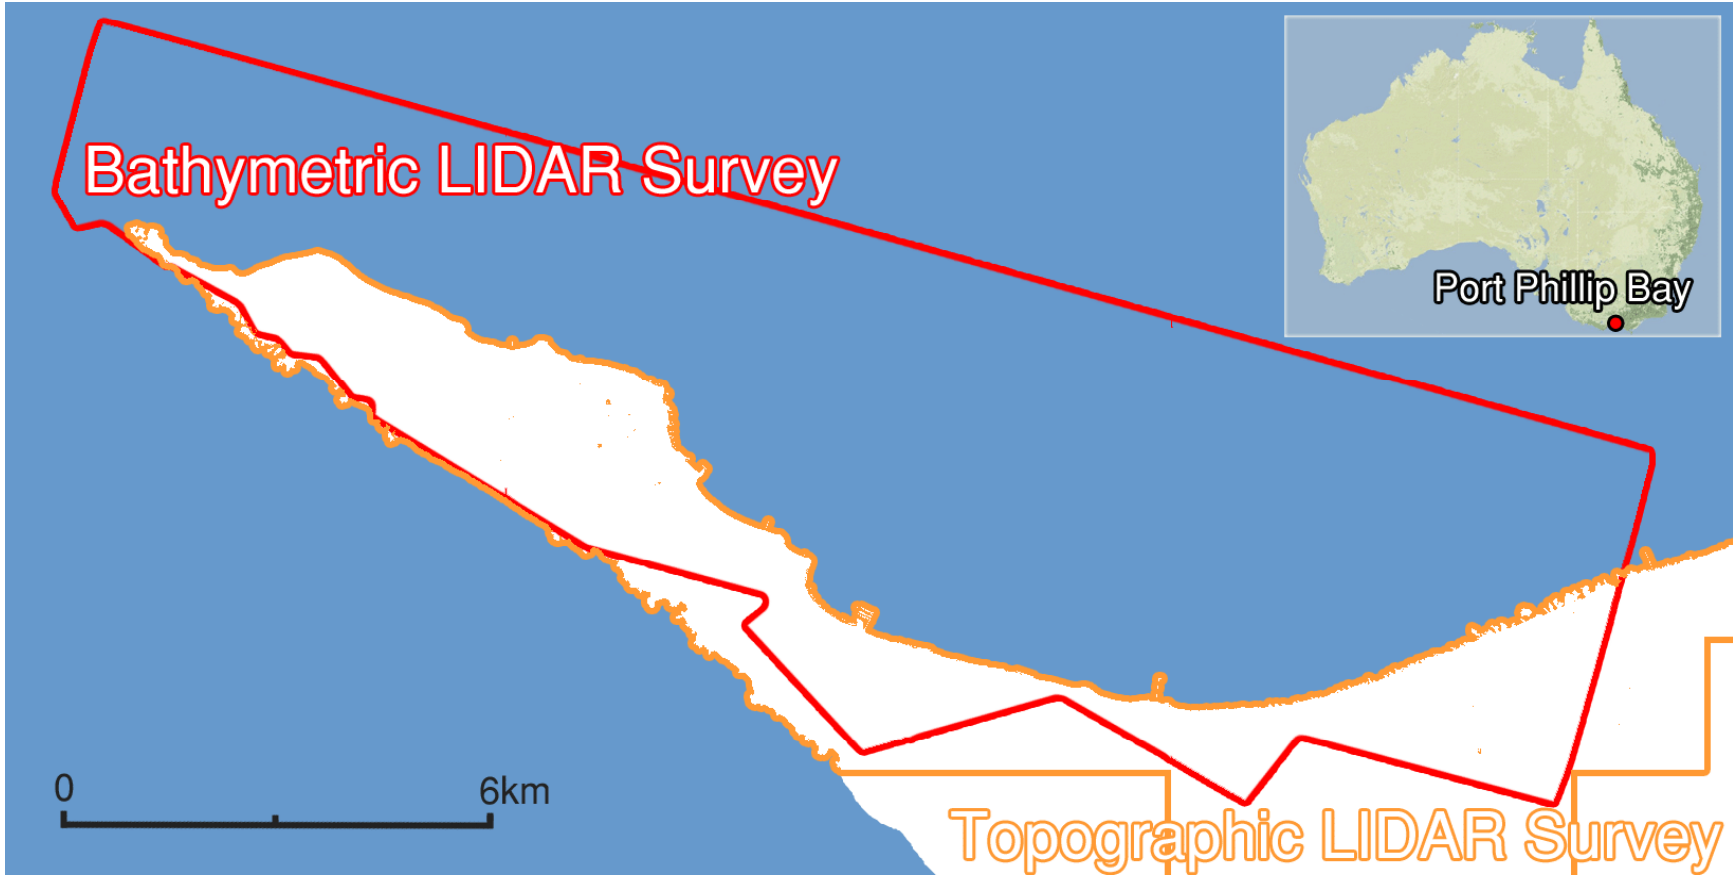 Bathymetric LIDAR Survey
Port Phillip Bay
0
6km
Topographic LIDAR Survey